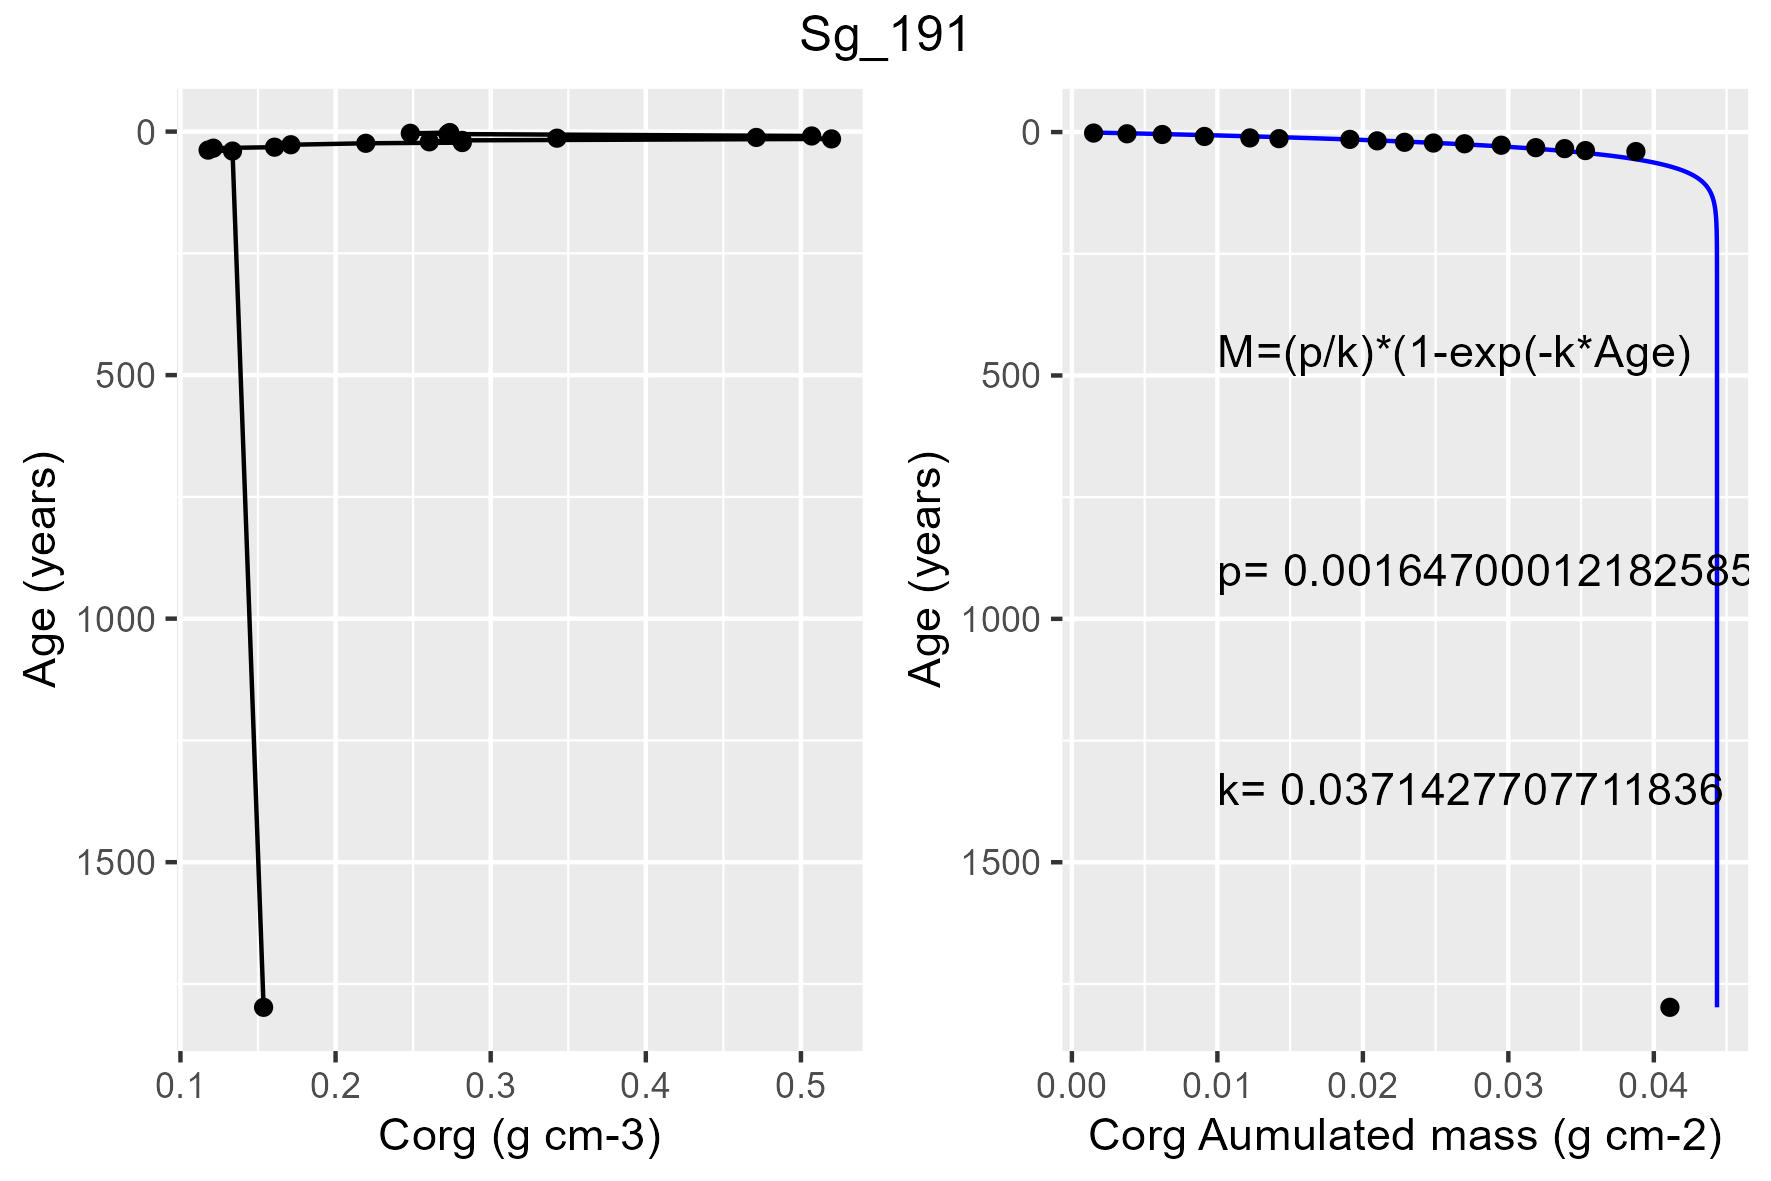 Sg_191
0
500
1000
1500
Age (years)
0.1 0.2 0.3 0.4 0.5
Corg (g cm-3)
0
500
1000
1500
Age (years)
M=(p/k)*(1-exp(-k*Age)
p= 0.00164700012182585
k= 0.0371427707711836
0.00 0.01 0.02 0.03 0.04
Corg Aumulated mass (g cm-2)